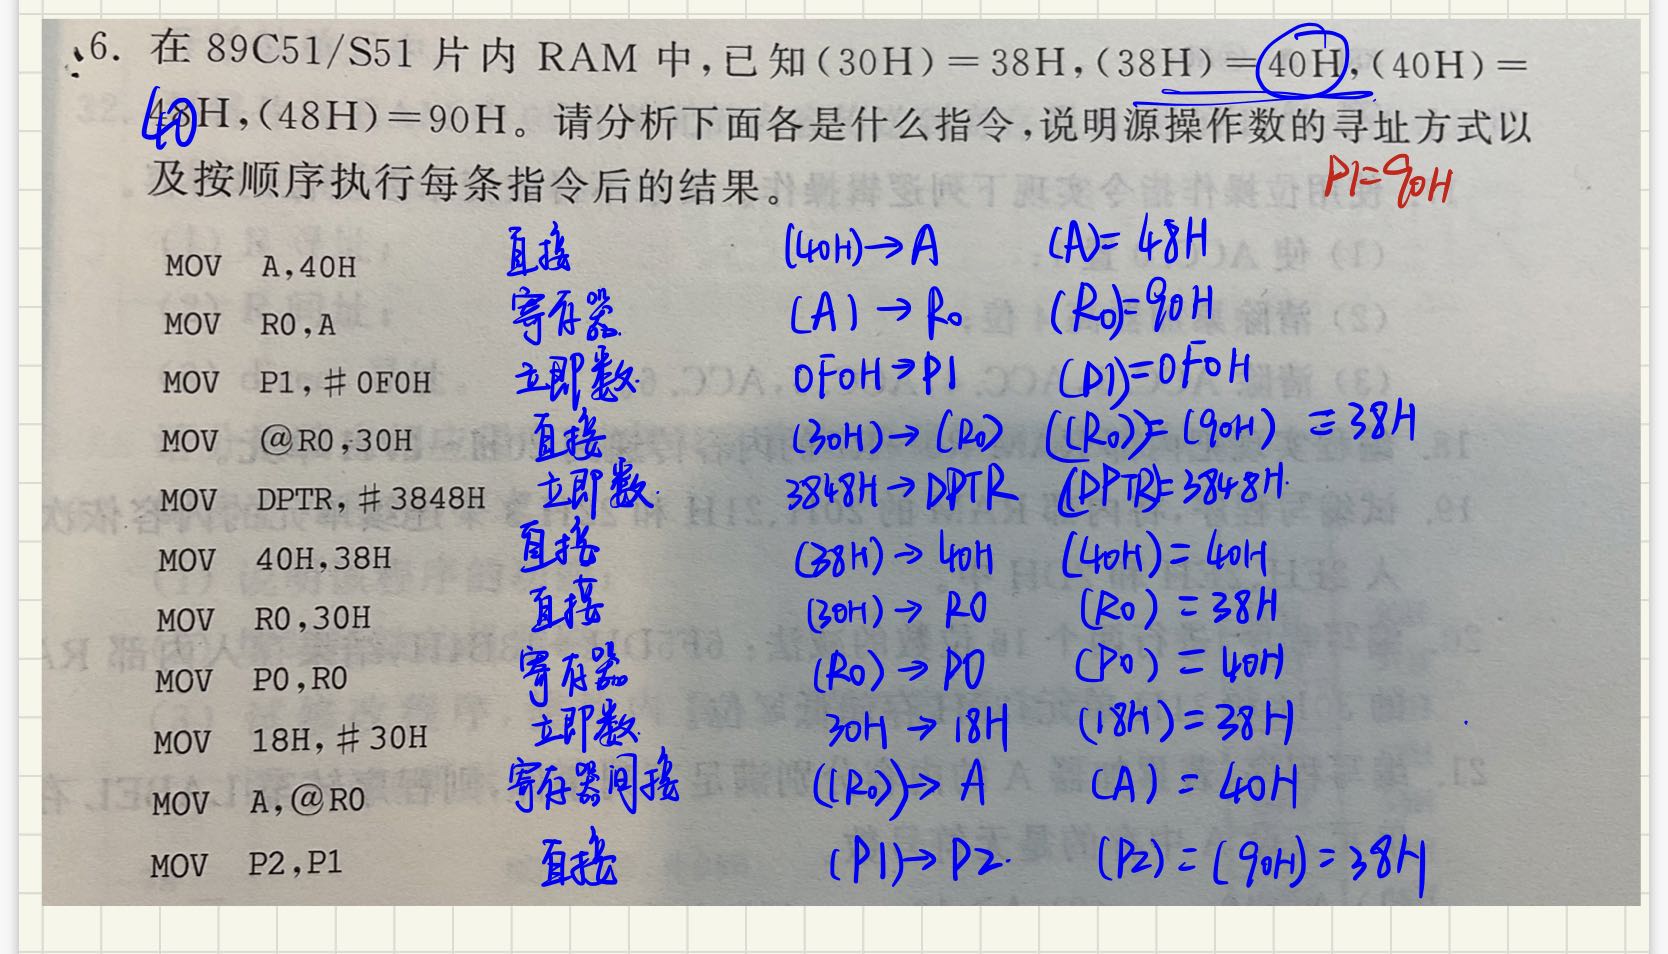 6. 在 89C51/S51 片内 RAM 中,已知(30H)=38H,(38H)=40H,(40H)=
48H,(48H)=90H。请分析下面各是什么指令,说明源操作数的寻址方式以
40
及按顺序执行每条指令后的结果。 P1=90H
MOV A,40H 直接 (40H)→A (A)=48H
MOV R0,A 寄存器 (A)→R0 (R0)=90H
MOV P1,#0F0H 立即数 0F0H→P1 (P1)=0F0H
MOV @R0,30H 直接 (30H)→(R0) ((R0))=(90H)=38H
MOV DPTR,#3848H 立即数 3848H→DPTR (DPTR)=3848H
MOV 40H,38H 直接 (38H)→40H (40H)=40H
MOV R0,30H 直接 (30H)→R0 (R0)=38H
MOV P0,R0 寄存器 (R0)→P0 (P0)=40H
MOV 18H,#30H 立即数 30H→18H (18H)=38H
MOV A,@R0 寄存器间接 ((R0))→A (A)=40H
MOV P2,P1 直接 (P1)→P2. (P2)=(90H)=38H